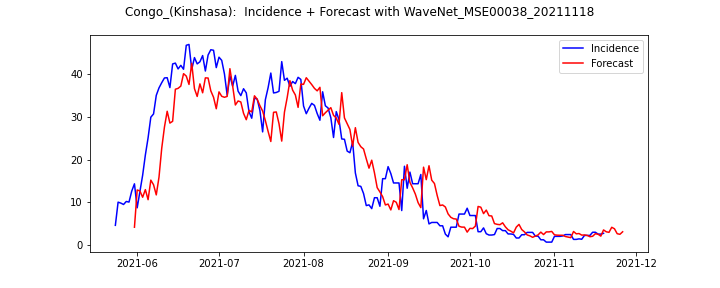 Congo_(Kinshasa):  Incidence + Forecast with WaveNet_MSE00038_20211118
Incidence
Forecast
40
30
20
10
0
2021-06 2021-07 2021-08 2021-09 2021-10 2021-11 2021-12